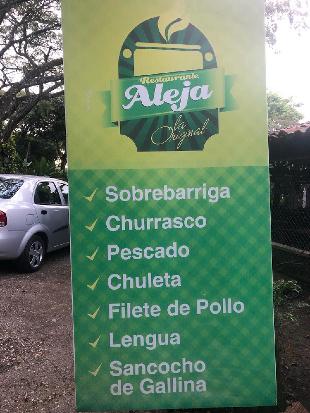 Restaurante
Aleja
la Original
Sobrebarriga
Churrasco
Pescado
Chuleta
Filete de Pollo
Lengua
Sancocho
de Gallina